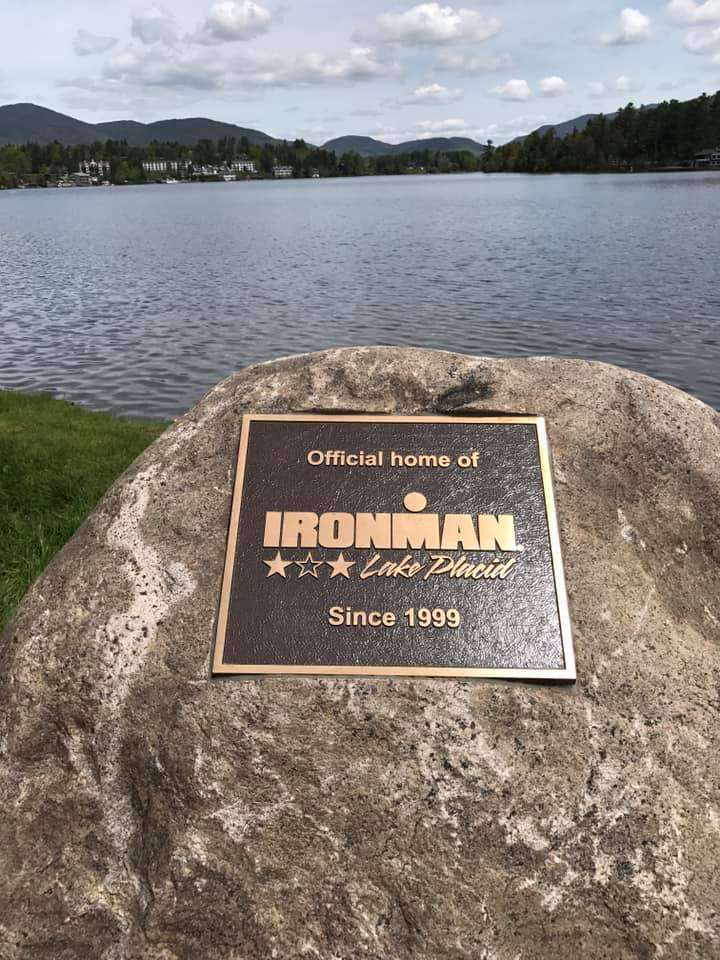 Official home of
IRONMAN
Lake Placid
Since 1999